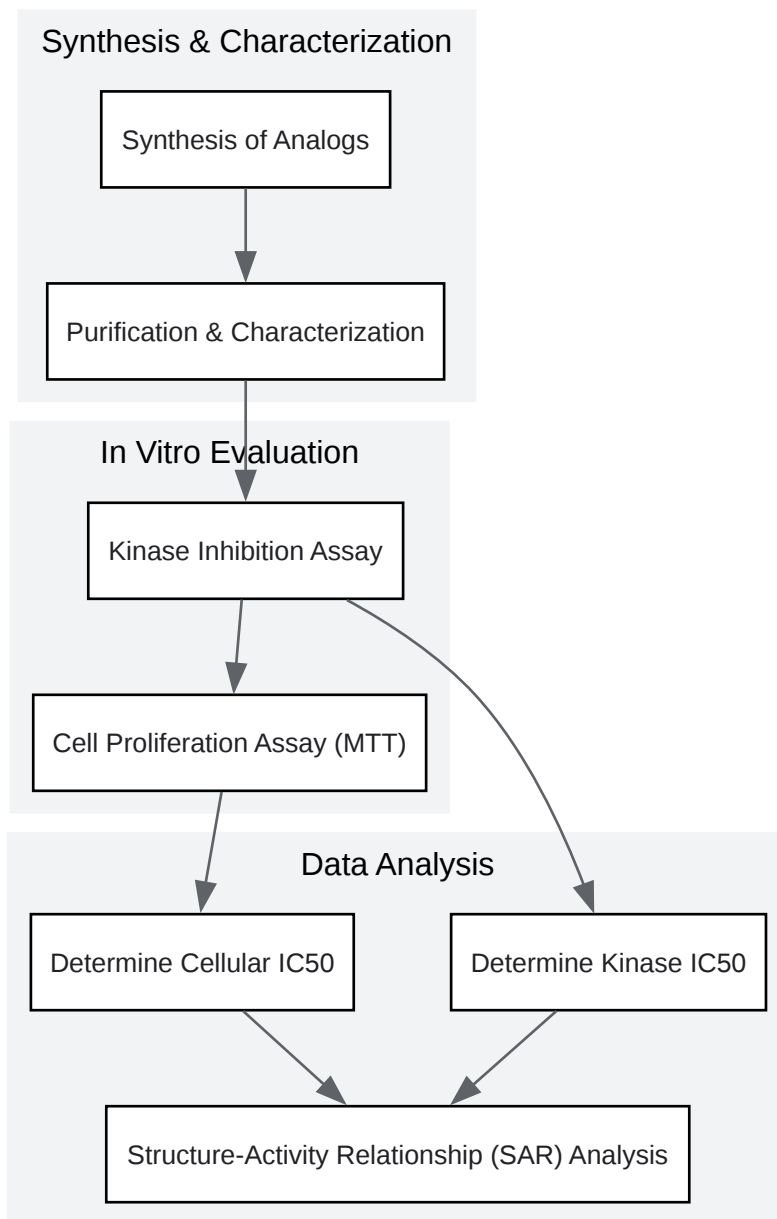 Synthesis & Characterization
Synthesis of Analogs
Purification & Characterization
In Vitro Evaluation
Kinase Inhibition Assay
Cell Proliferation Assay (MTT)
Data Analysis
Determine Cellular IC50
Determine Kinase IC50
Structure-Activity Relationship (SAR) Analysis